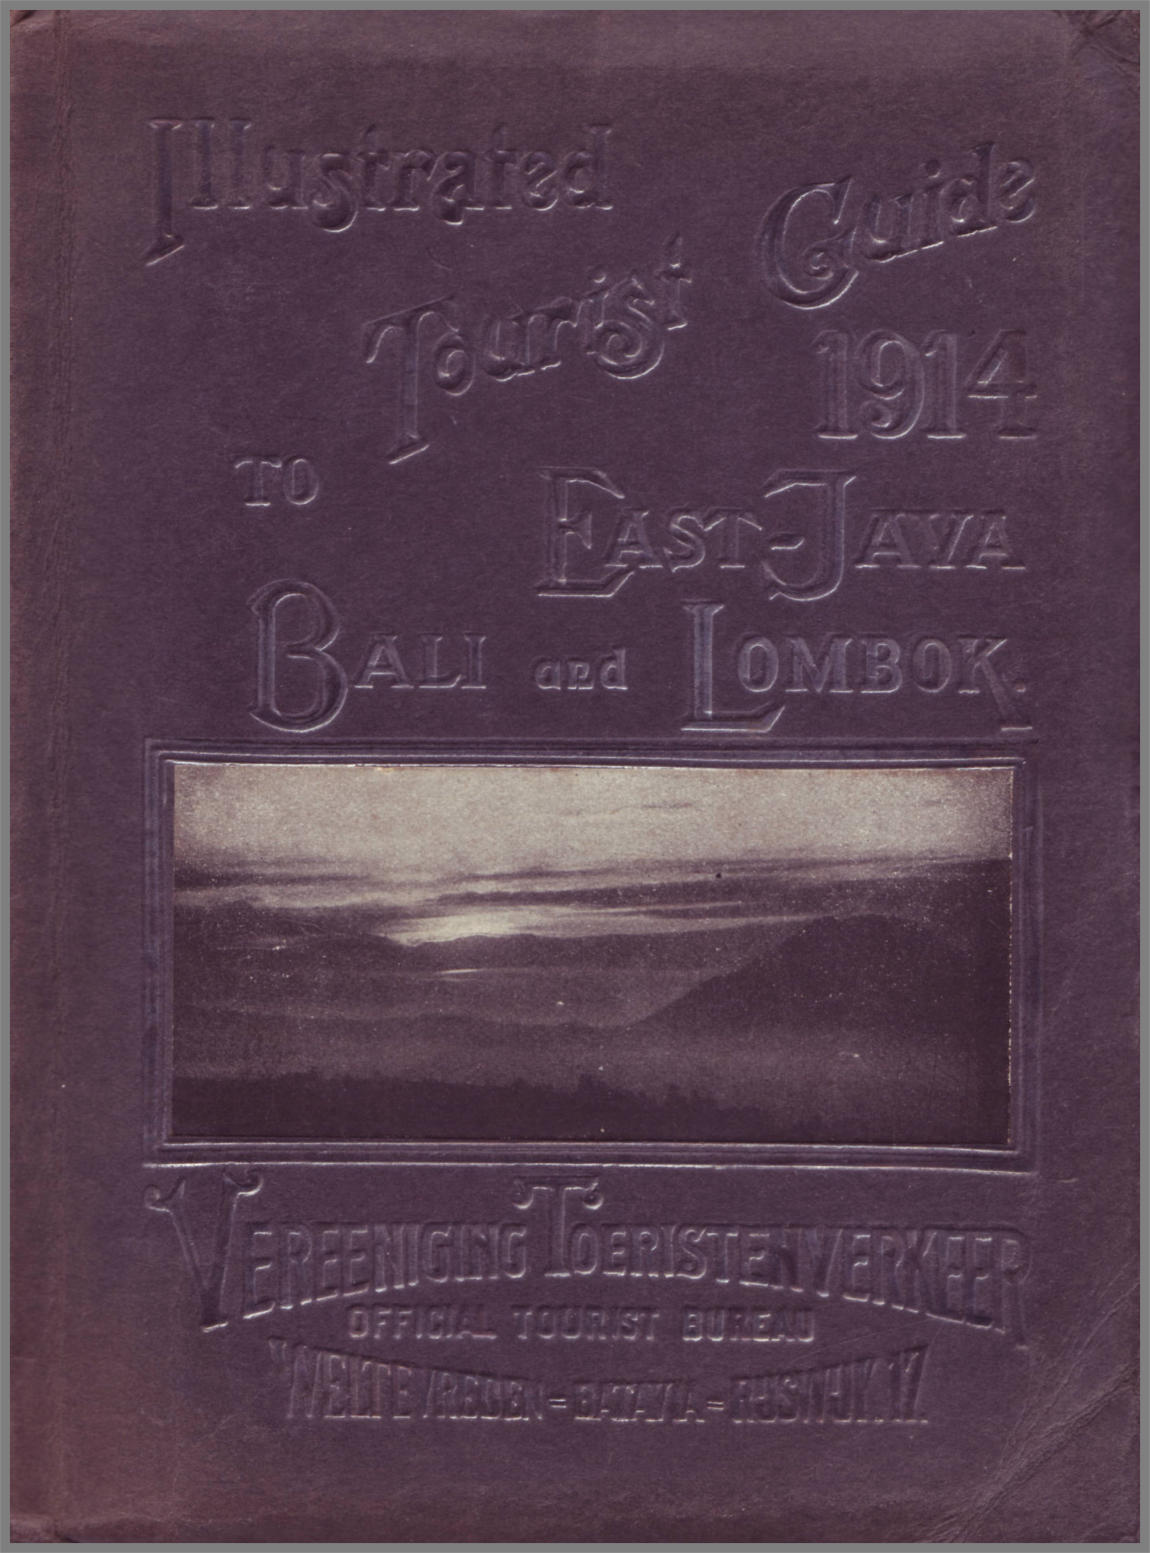 Illustrated
Tourist Guide
1914
TO EAST-JAVA
BALI and LOMBOK.
VEREENIGING TOERISTENVERKEER
OFFICIAL TOURIST BUREAU
WELTEVREDEN=BATAVIA=RIJSWIJK 17